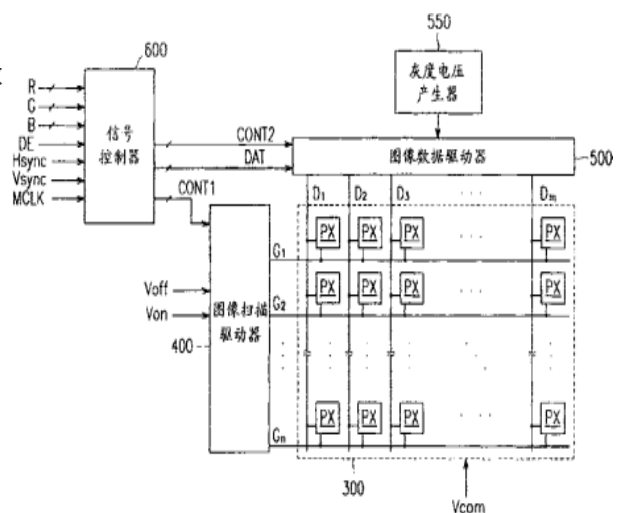 600
R
G
B
DE
Hsync
Vsync
MCLK
信号
控制器
CONT2
DAT
CONT1
550
灰度电压
产生器
图像数据驱动器
500
D1 D2 D3 ... Dm
Voff
Von
400
图像扫描
驱动器
G1
PX PX PX ... PX
G2
PX PX PX ... PX
Gn
PX PX PX ... PX
300
Vcom